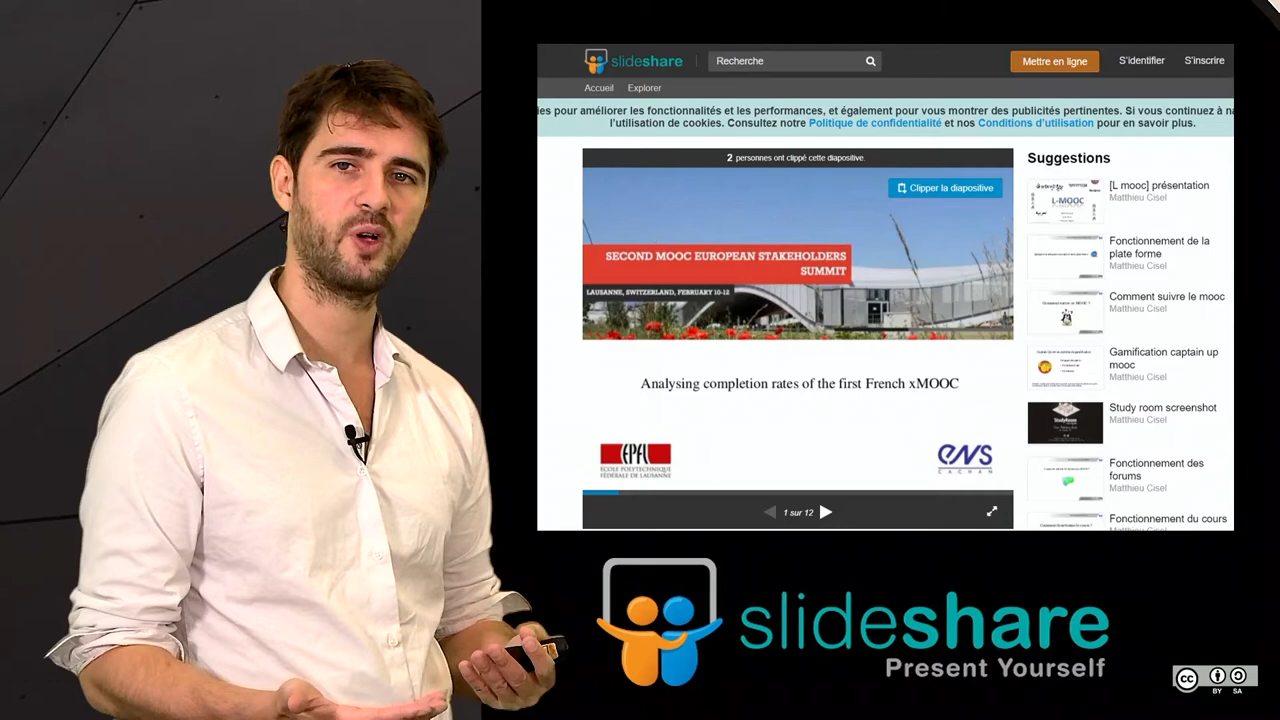 slideshare
Recherche
Mettre en ligne
S'identifier
S'inscrire
Accueil
Explorer
ies pour améliorer les fonctionnalités et les performances, et également pour vous montrer des publicités pertinentes. Si vous continuez à na
l'utilisation de cookies. Consultez notre Politique de confidentialité et nos Conditions d'utilisation pour en savoir plus.
2 personnes ont clippé cette diapositive.
Clipper la diapositive
SECOND MOOC EUROPEAN STAKEHOLDERS
SUMMIT
LAUSANNE, SWITZERLAND, FEBRUARY 10-12
Analysing completion rates of the first French xMOOC
EPFL
ÉCOLE POLYTECHNIQUE
FÉDÉRALE DE LAUSANNE
ENS
CACHAN
1 sur 12
Suggestions
L-MOOC
[L mooc] présentation
Matthieu Cisel
Fonctionnement de la
plate forme
Matthieu Cisel
Comment suivre le mooc
Matthieu Cisel
Gamification captain up
mooc
Matthieu Cisel
Study room screenshot
Matthieu Cisel
Fonctionnement des
forums
Matthieu Cisel
Fonctionnement du cours
slideshare
Present Yourself
cc
BY SA